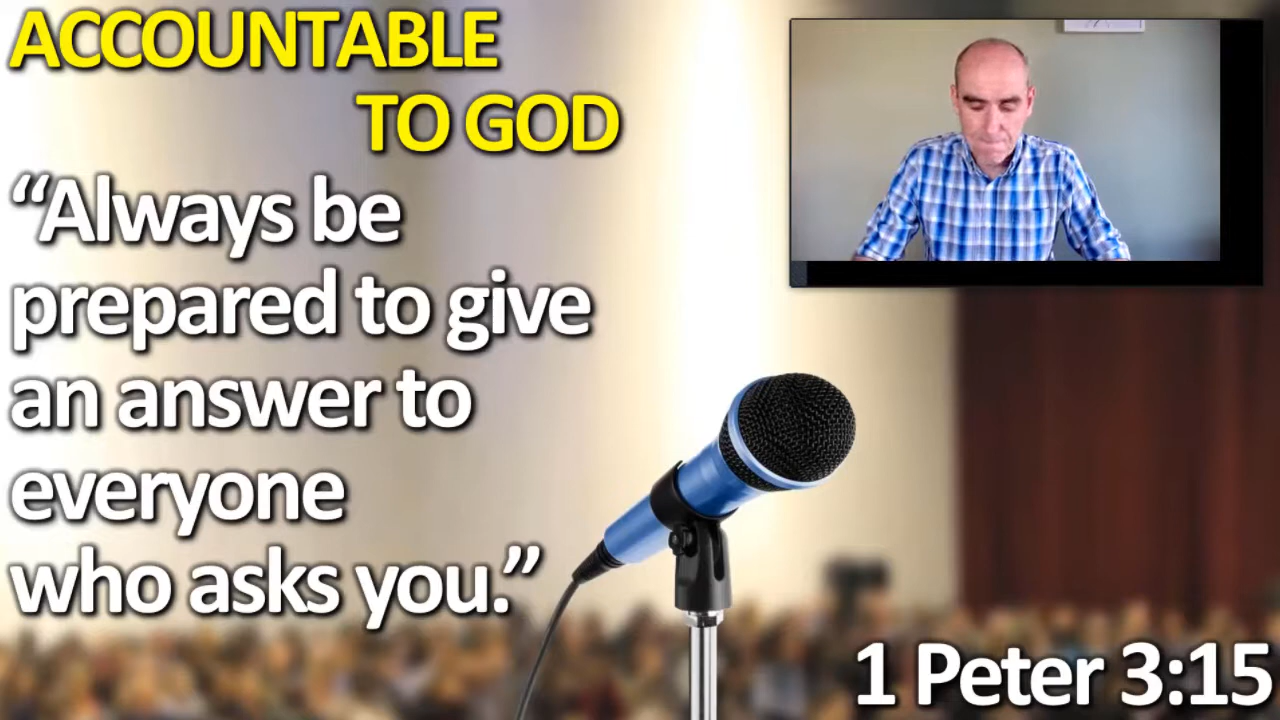 ACCOUNTABLE
TO GOD
“Always be
prepared to give
an answer to
everyone
who asks you.”
1 Peter 3:15